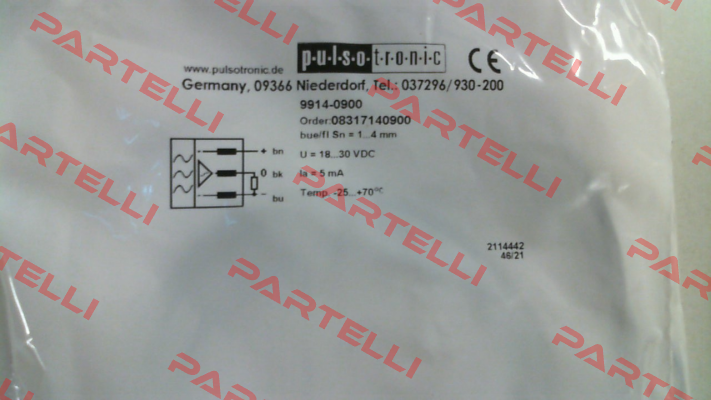 pulsotronic CE
www.pulsotronic.de
Germany, 09366 Niederdorf, Tel.: 037296/930-200
9914-0900
Order:08317140900
bue/fl Sn = 1...4 mm
U = 18...30 VDC
Ia = 5 mA
Temp. -25...+70°C
+ bn
0 bk
- bu
2114442
46/21
PARTELLI
PARTELLI
PARTELLI
PARTELLI
PARTELLI
PARTELLI
PARTELLI
PARTELLI
PARTELLI
PARTELLI
PARTELLI